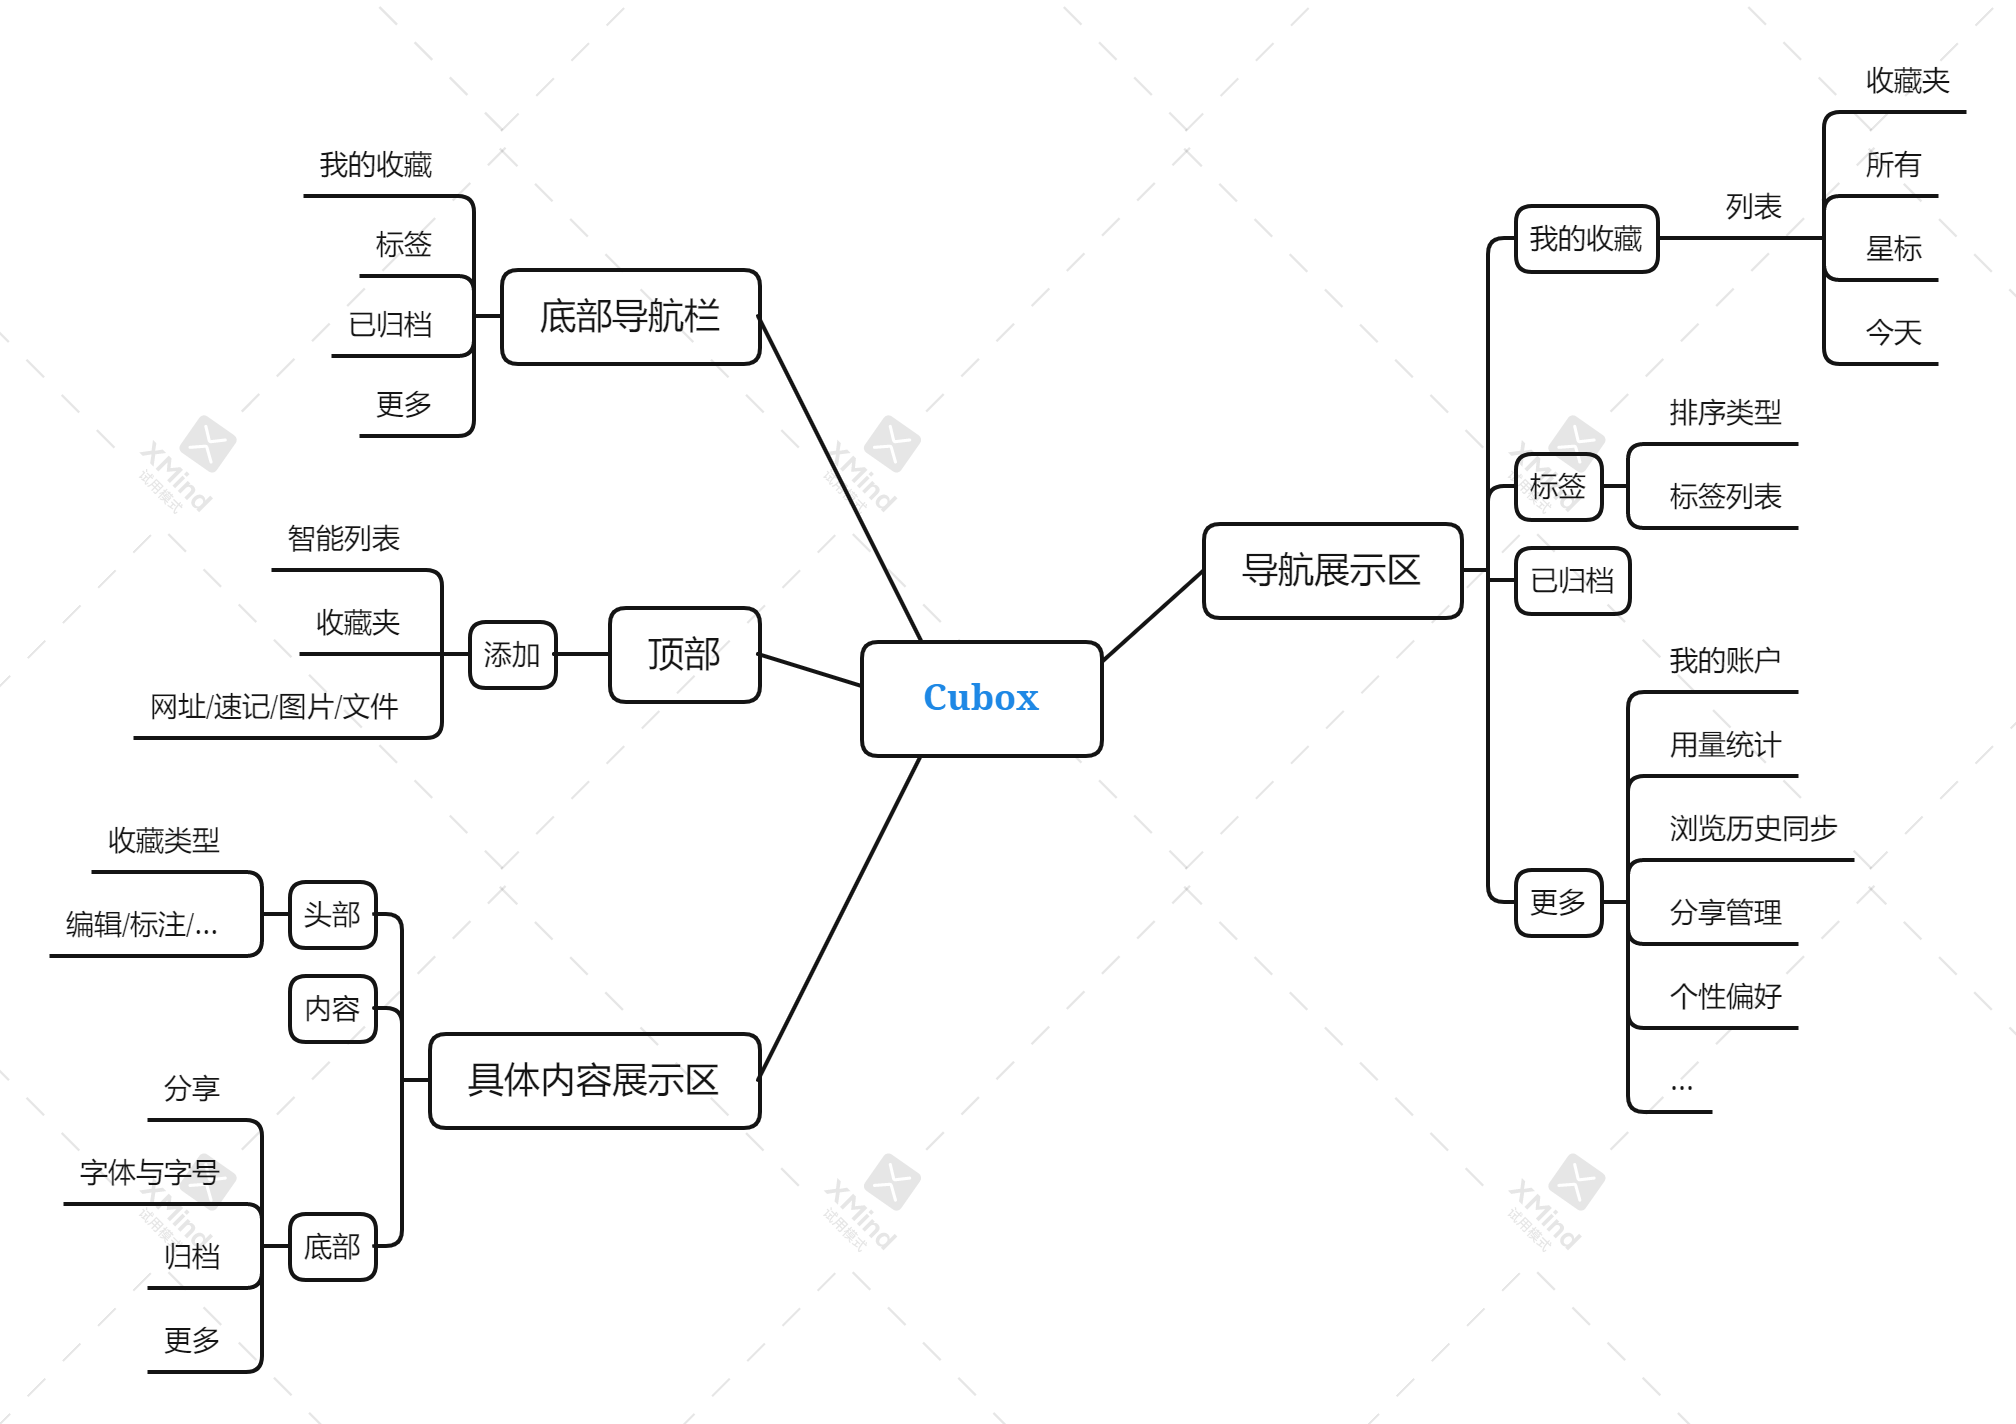 Cubox
导航展示区
我的收藏
列表
收藏夹
所有
星标
今天
标签
排序类型
标签列表
已归档
更多
我的账户
用量统计
浏览历史同步
分享管理
个性偏好
...
底部导航栏
我的收藏
标签
已归档
更多
顶部
添加
智能列表
收藏夹
网址/速记/图片/文件
具体内容展示区
头部
收藏类型
编辑/标注/...
内容
底部
分享
字体与字号
归档
更多
XMind
试用模式
XMind
试用模式
XMind
试用模式
XMind
试用模式
XMind
试用模式
XMind
试用模式